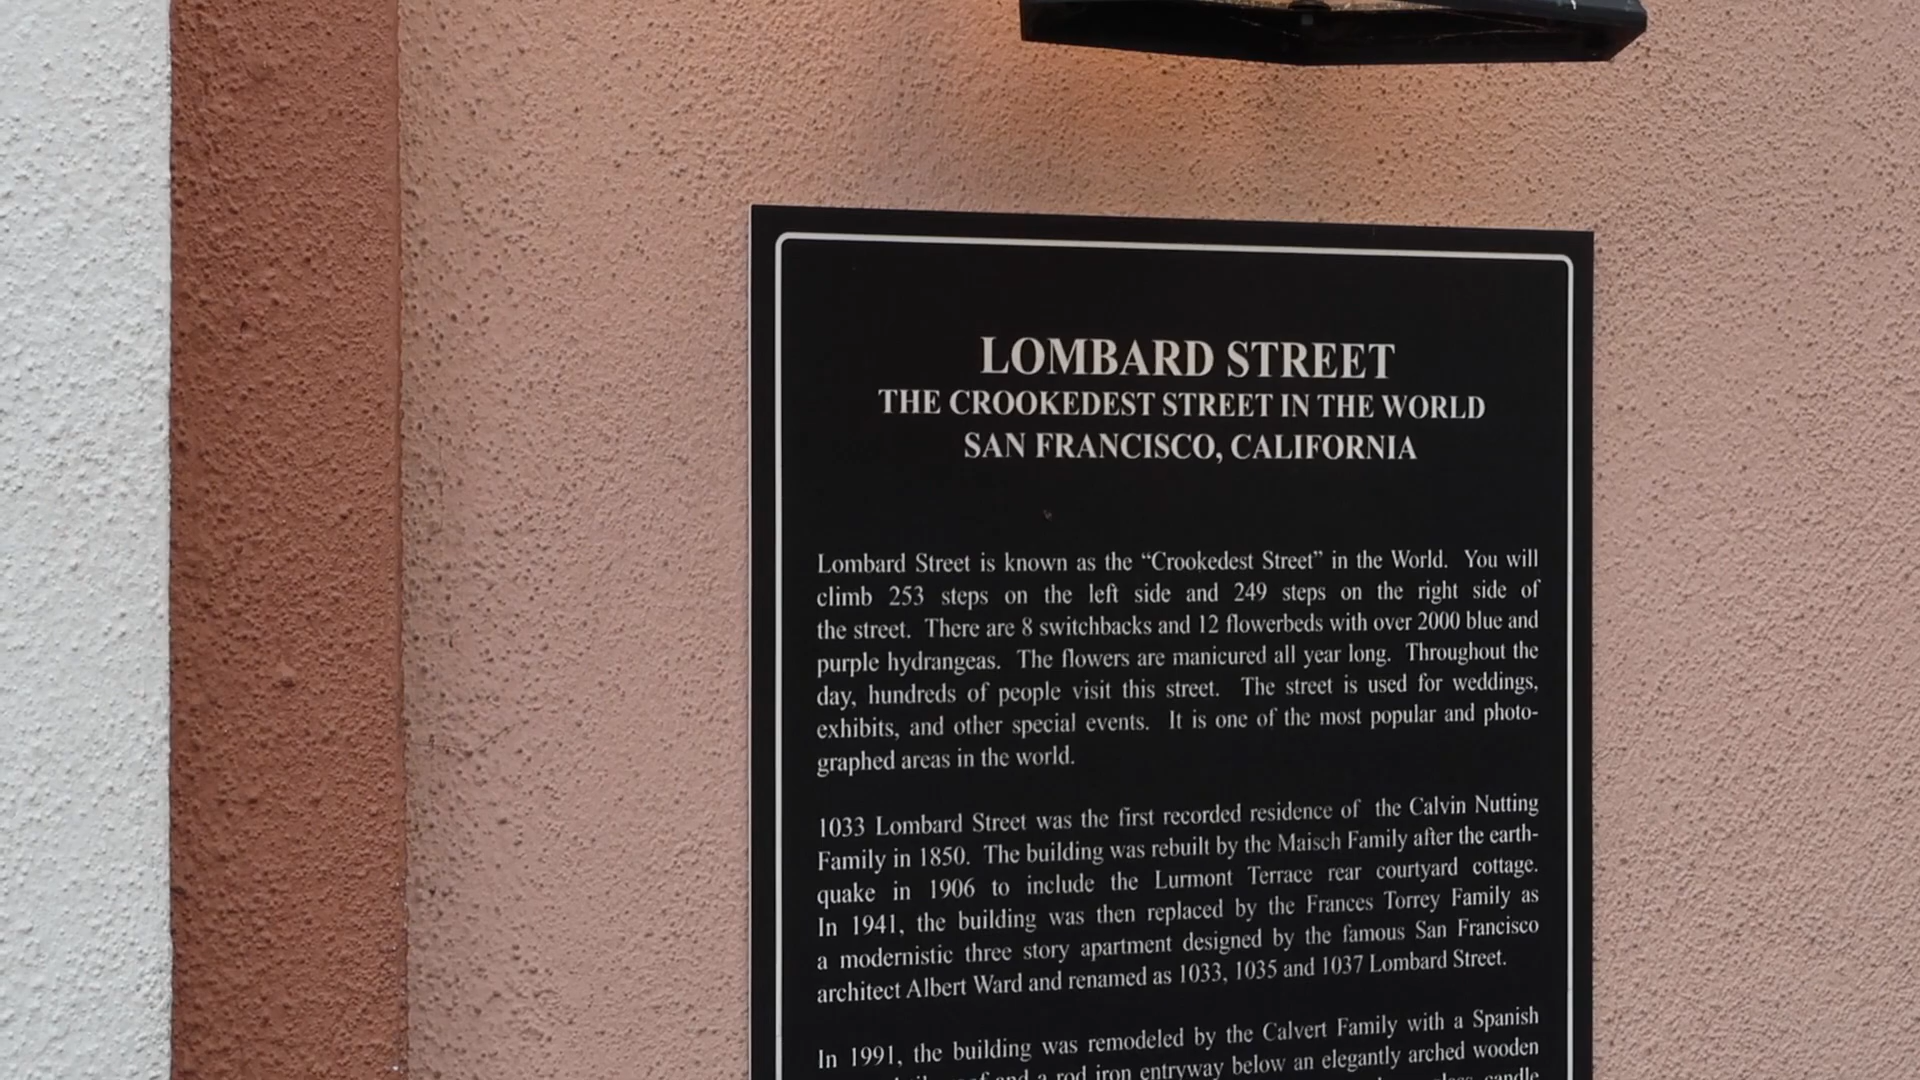 LOMBARD STREET
THE CROOKEDEST STREET IN THE WORLD
SAN FRANCISCO, CALIFORNIA
Lombard Street is known as the “Crookedest Street” in the World. You will
climb 253 steps on the left side and 249 steps on the right side of
the street. There are 8 switchbacks and 12 flowerbeds with over 2000 blue and
purple hydrangeas. The flowers are manicured all year long. Throughout the
day, hundreds of people visit this street. The street is used for weddings,
exhibits, and other special events. It is one of the most popular and photo-
graphed areas in the world.
1033 Lombard Street was the first recorded residence of the Calvin Nutting
Family in 1850. The building was rebuilt by the Maisch Family after the earth-
quake in 1906 to include the Lurmont Terrace rear courtyard cottage.
In 1941, the building was then replaced by the Frances Torrey Family as
a modernistic three story apartment designed by the famous San Francisco
architect Albert Ward and renamed as 1033, 1035 and 1037 Lombard Street.
In 1991, the building was remodeled by the Calvert Family with a Spanish
and a rod iron entryway below an elegantly arched wooden
candle